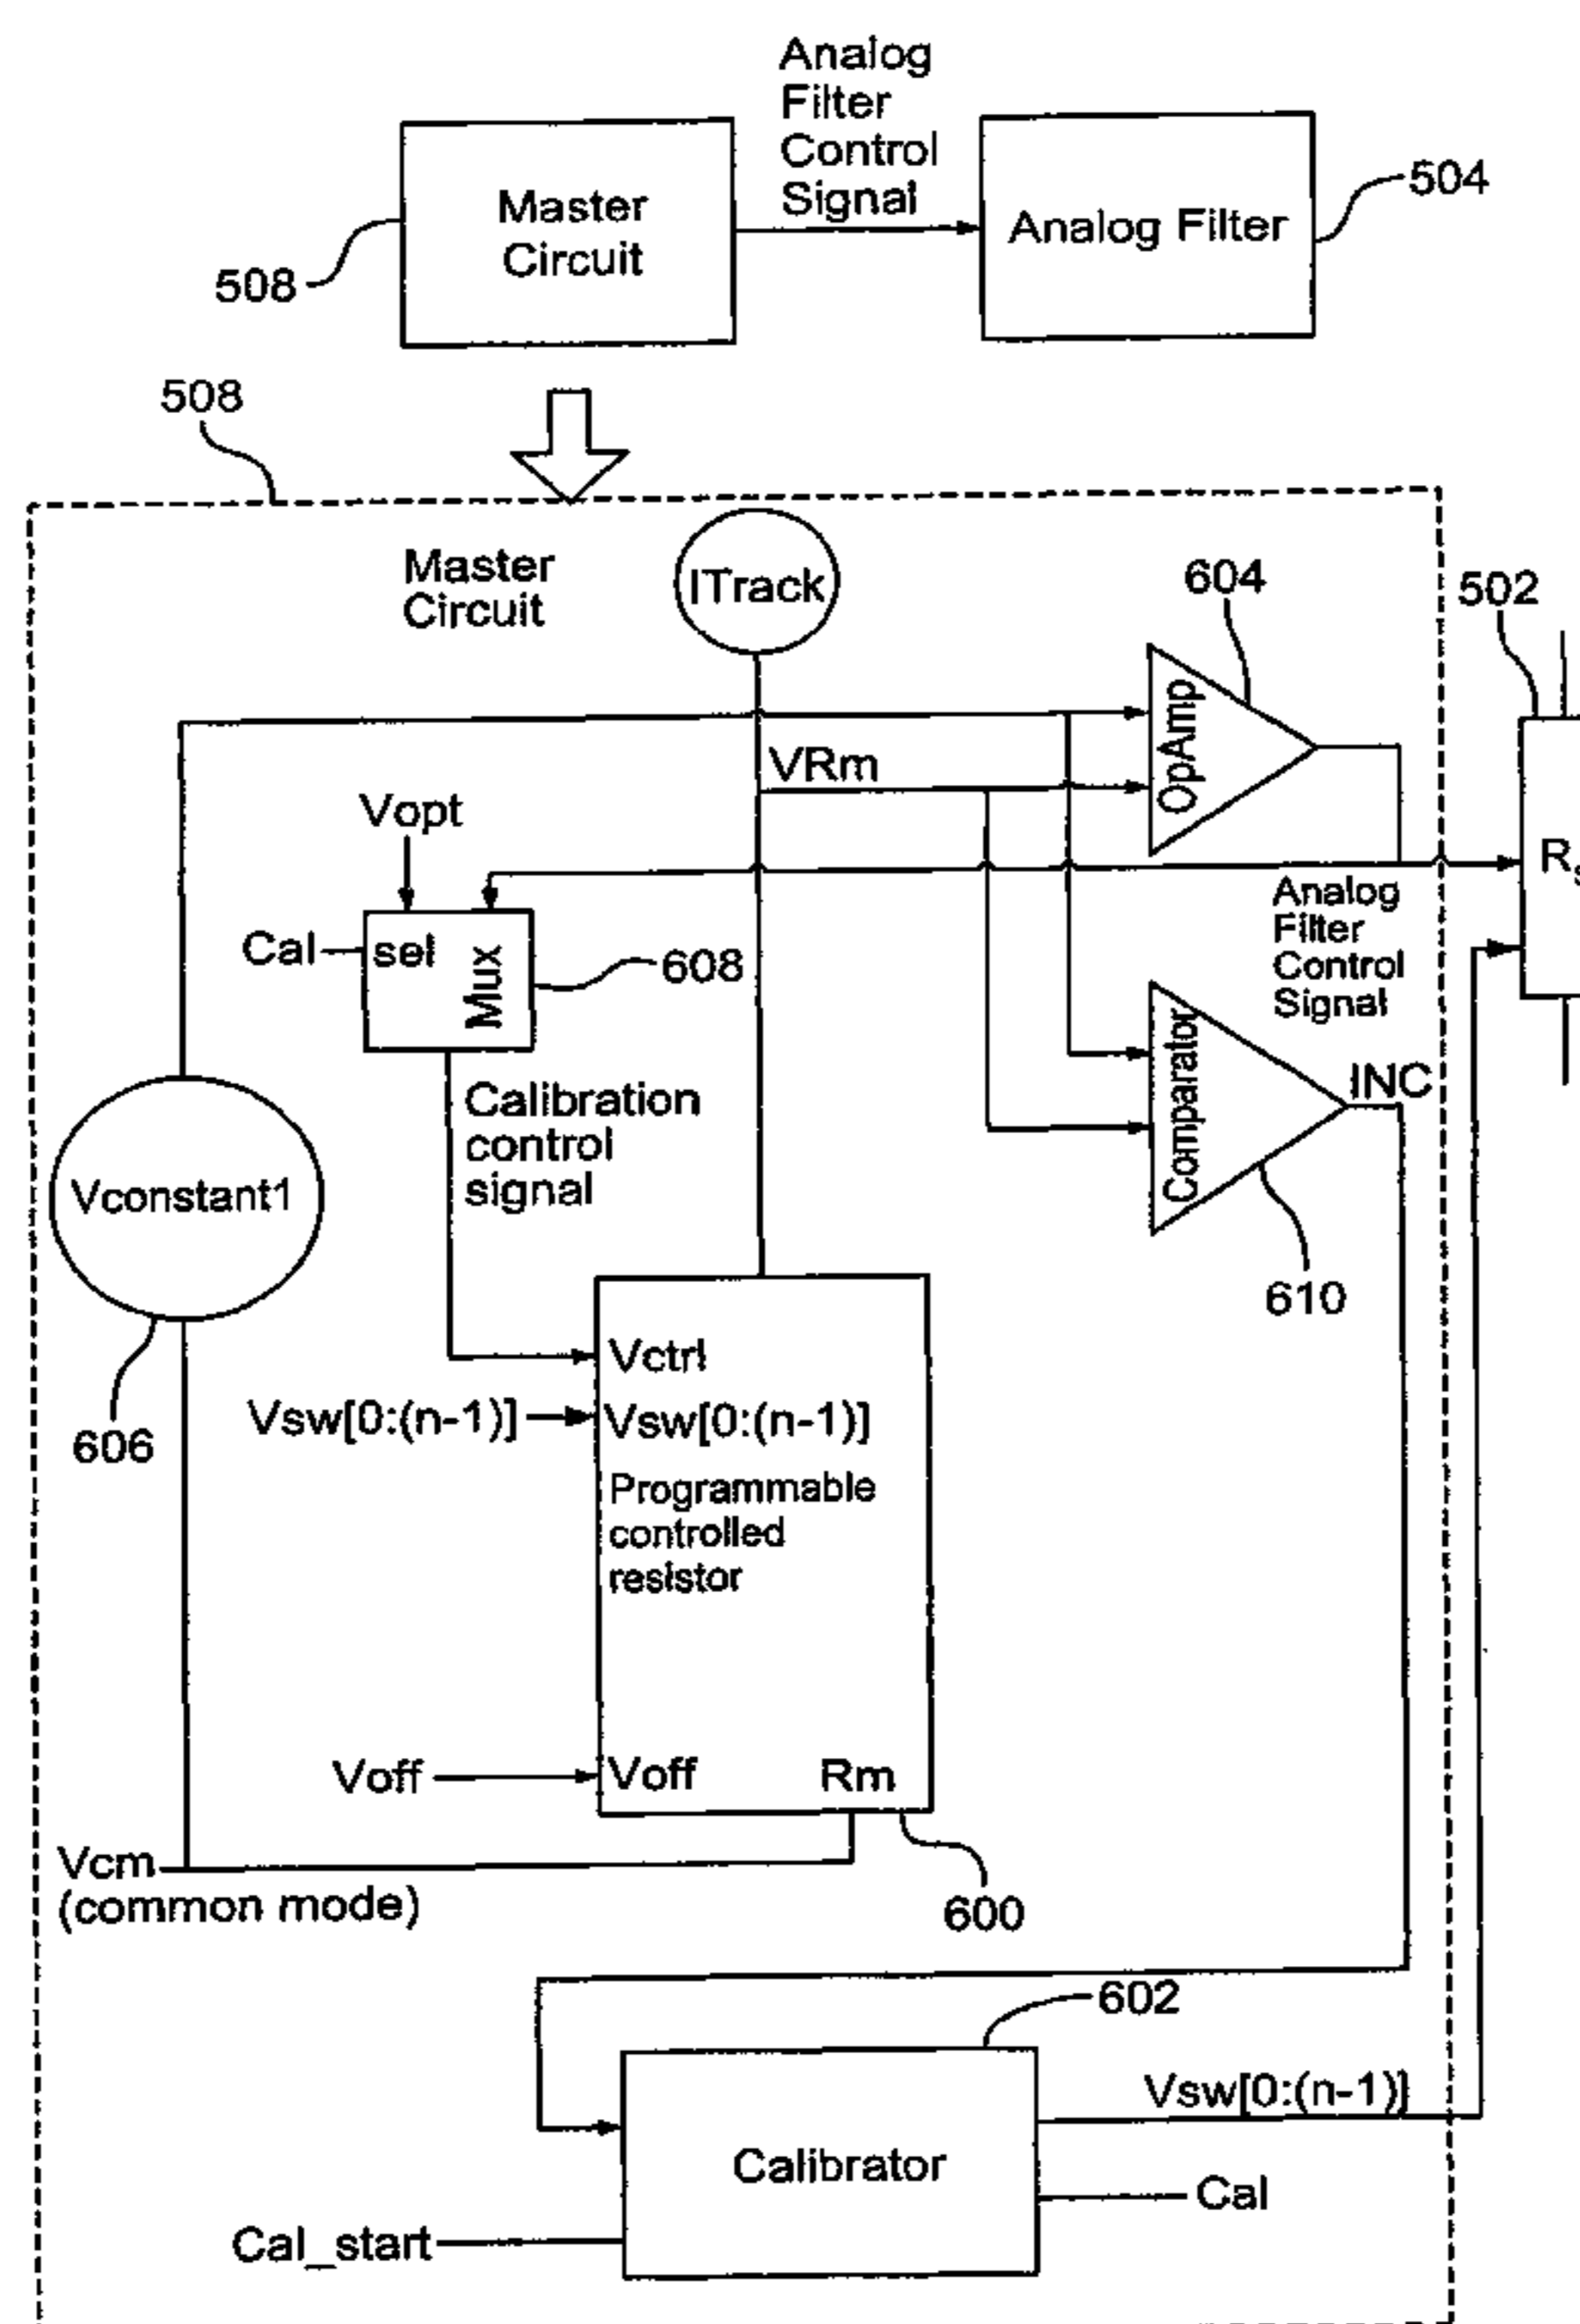 Analog
Filter
Control
Signal
Master
Circuit
Analog Filter
504
508
508
Master
Circuit
ITrack
604
502
OpAmp
VRm
Vopt
Cal
sel
Mux
608
Analog
Filter
Control
Signal
Comparator
INC
Calibration
control
signal
Vconstant1
610
606
Vctrl
Vsw[0:(n-1)]
Vsw[0:(n-1)]
Programmable
controlled
resistor
Voff
Voff
Rm
Vcm
(common mode)
600
602
Vsw[0:(n-1)]
Calibrator
Cal
Cal_start